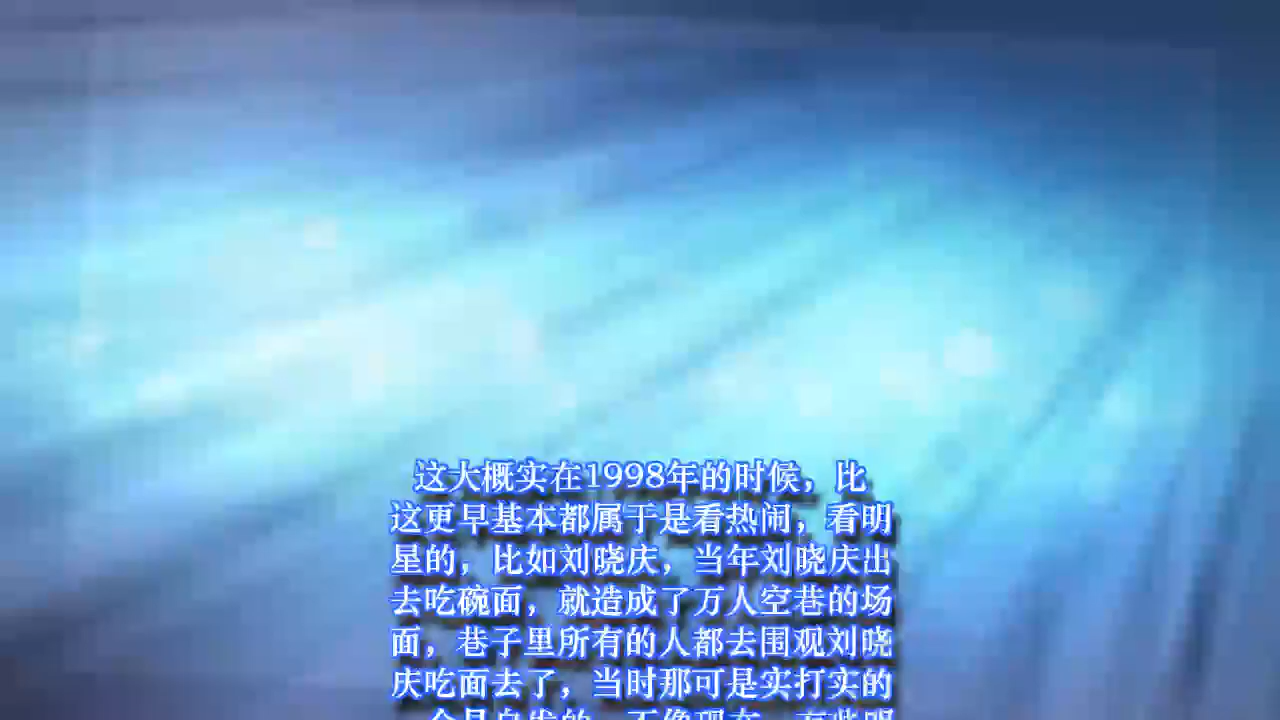 这大概实在1998年的时候，比
这更早基本都属于是看热闹，看明
星的，比如刘晓庆，当年刘晓庆出
去吃碗面，就造成了万人空巷的场
面，巷子里所有的人都去围观刘晓
庆吃面去了，当时那可是实打实的